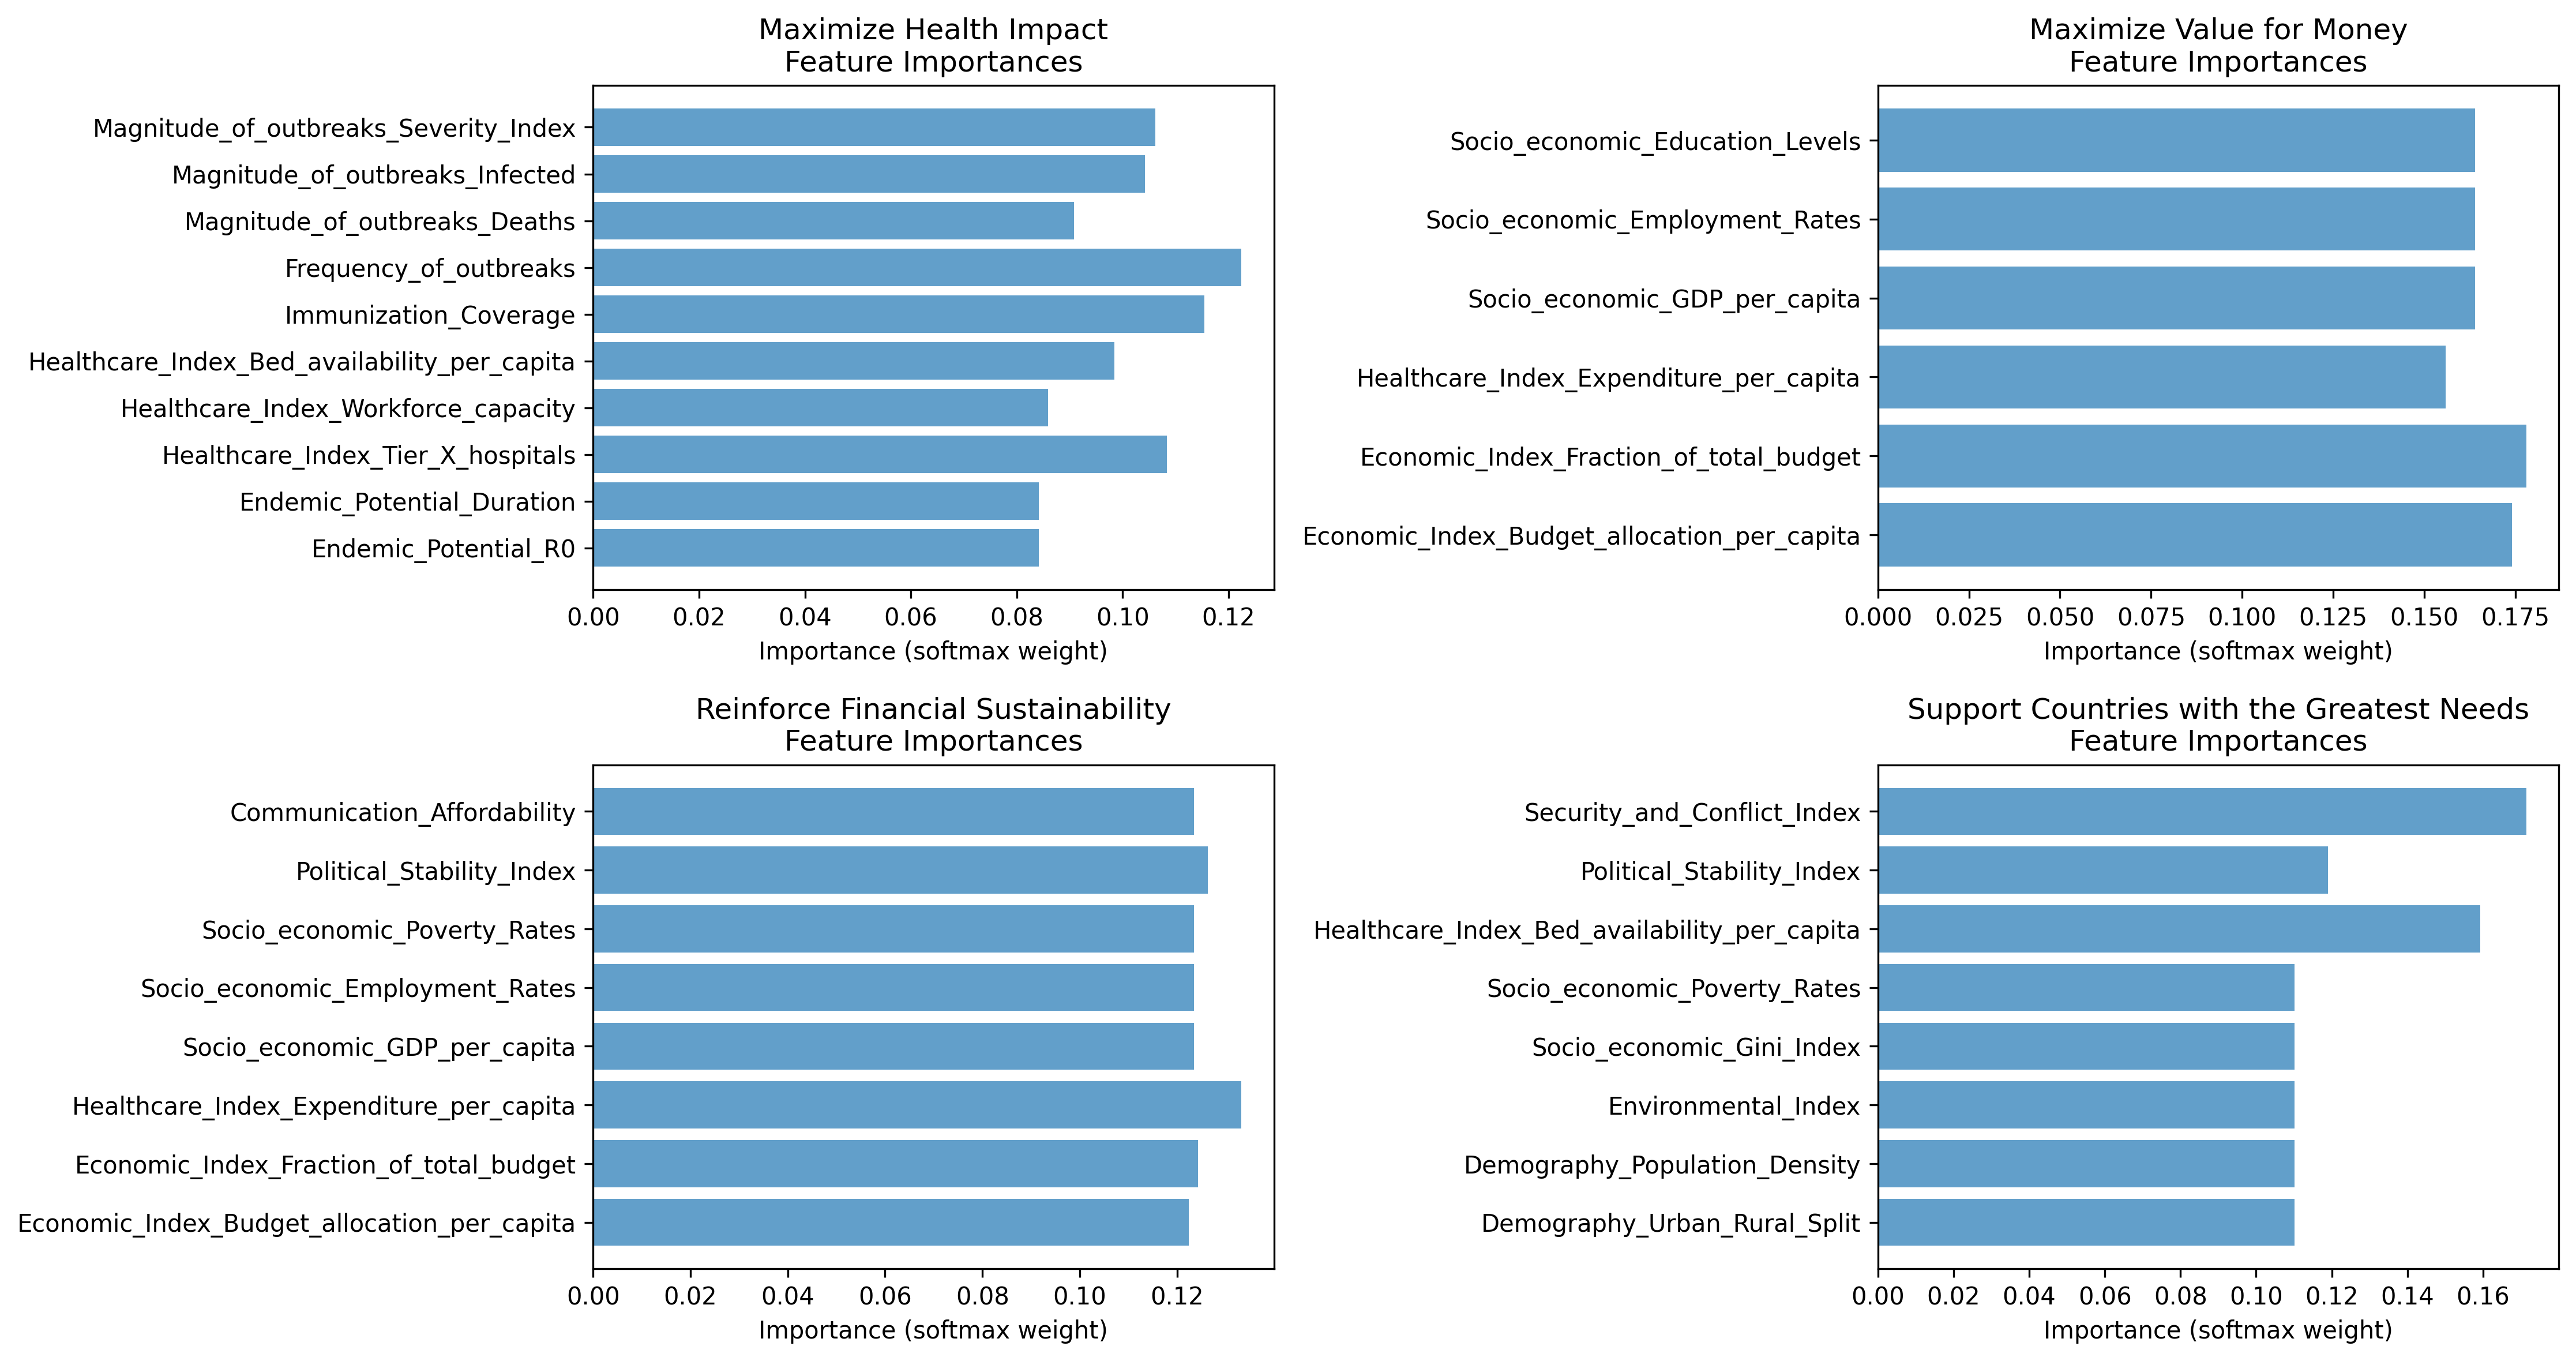 Maximize Health Impact
Feature Importances
Magnitude_of_outbreaks_Severity_Index
Magnitude_of_outbreaks_Infected
Magnitude_of_outbreaks_Deaths
Frequency_of_outbreaks
Immunization_Coverage
Healthcare_Index_Bed_availability_per_capita
Healthcare_Index_Workforce_capacity
Healthcare_Index_Tier_X_hospitals
Endemic_Potential_Duration
Endemic_Potential_R0
0.00 0.02 0.04 0.06 0.08 0.10 0.12
Importance (softmax weight)
Maximize Value for Money
Feature Importances
Socio_economic_Education_Levels
Socio_economic_Employment_Rates
Socio_economic_GDP_per_capita
Healthcare_Index_Expenditure_per_capita
Economic_Index_Fraction_of_total_budget
Economic_Index_Budget_allocation_per_capita
0.000 0.025 0.050 0.075 0.100 0.125 0.150 0.175
Importance (softmax weight)
Reinforce Financial Sustainability
Feature Importances
Communication_Affordability
Political_Stability_Index
Socio_economic_Poverty_Rates
Socio_economic_Employment_Rates
Socio_economic_GDP_per_capita
Healthcare_Index_Expenditure_per_capita
Economic_Index_Fraction_of_total_budget
Economic_Index_Budget_allocation_per_capita
0.00 0.02 0.04 0.06 0.08 0.10 0.12
Importance (softmax weight)
Support Countries with the Greatest Needs
Feature Importances
Security_and_Conflict_Index
Political_Stability_Index
Healthcare_Index_Bed_availability_per_capita
Socio_economic_Poverty_Rates
Socio_economic_Gini_Index
Environmental_Index
Demography_Population_Density
Demography_Urban_Rural_Split
0.00 0.02 0.04 0.06 0.08 0.10 0.12 0.14 0.16
Importance (softmax weight)